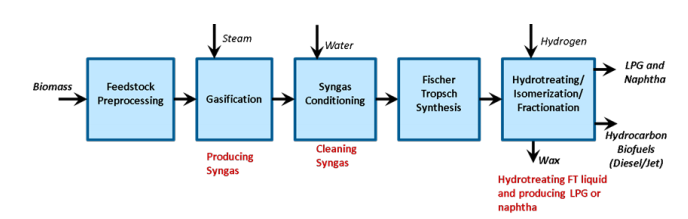 Steam
Water
Hydrogen
Biomass
Feedstock
Preprocessing
Gasification
Syngas
Conditioning
Fischer
Tropsch
Synthesis
Hydrotreating/
Isomerization/
Fractionation
LPG and
Naphtha
Hydrocarbon
Biofuels
(Diesel/Jet)
Wax
Producing
Syngas
Cleaning
Syngas
Hydrotreating FT liquid
and producing LPG or
naphtha